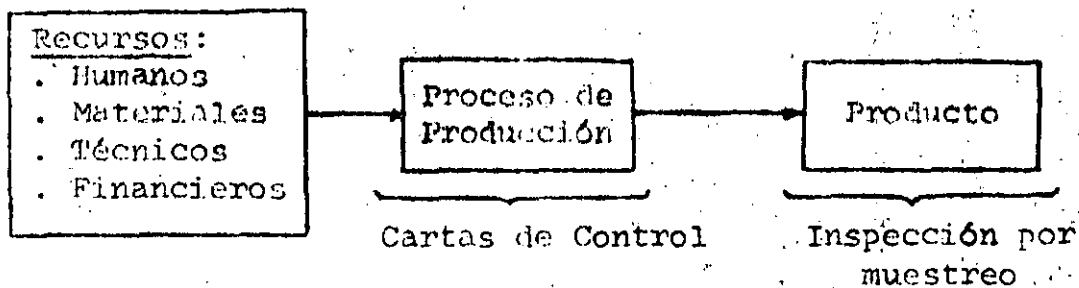 Recursos:
. Humanos
. Materiales
. Técnicos
. Financieros
Proceso de
Producción
Producto
Cartas de Control
Inspección por
muestreo